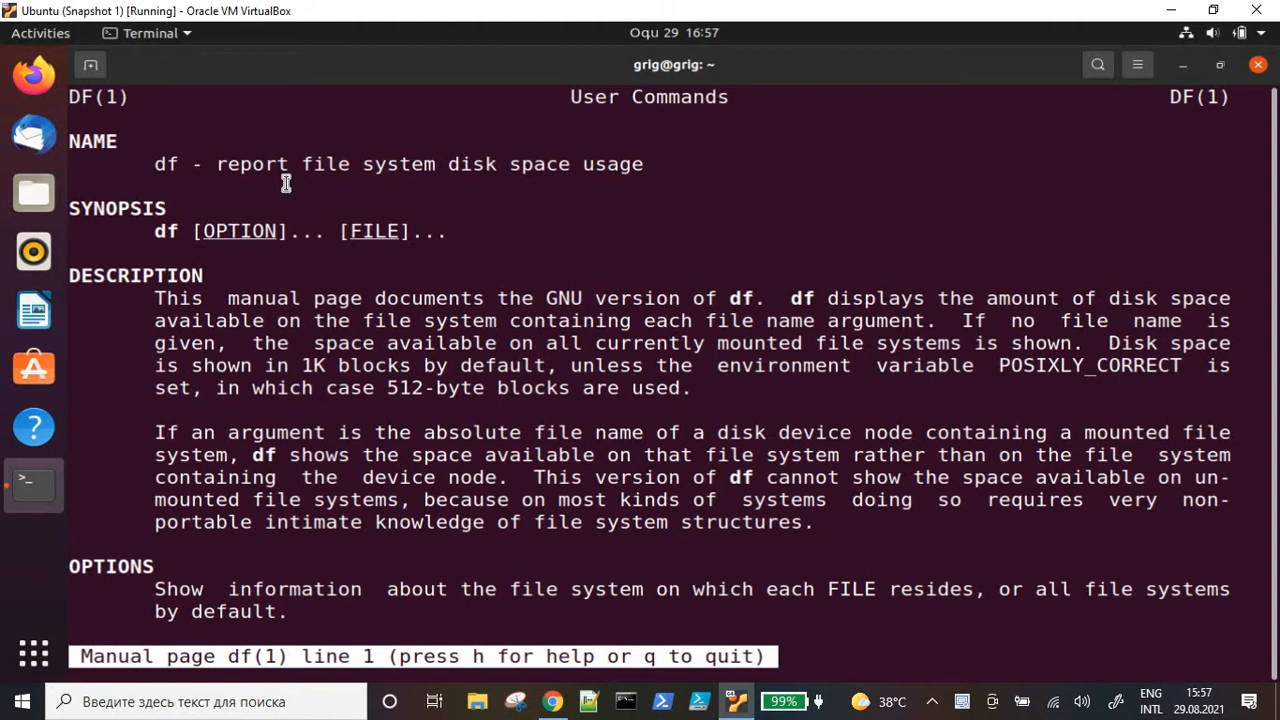 Ubuntu (Snapshot 1) [Running] - Oracle VM VirtualBox
Activities
Terminal
Οφυ 29 16:57
grig@grig: ~
DF(1) User Commands DF(1)
NAME
df - report file system disk space usage
SYNOPSIS
df [OPTION]... [FILE]...
DESCRIPTION
This manual page documents the GNU version of df. df displays the amount of disk space
available on the file system containing each file name argument. If no file name is
given, the space available on all currently mounted file systems is shown. Disk space
is shown in 1K blocks by default, unless the environment variable POSIXLY_CORRECT is
set, in which case 512-byte blocks are used.
If an argument is the absolute file name of a disk device node containing a mounted file
system, df shows the space available on that file system rather than on the file system
containing the device node. This version of df cannot show the space available on un-
mounted file systems, because on most kinds of systems doing so requires very non-
portable intimate knowledge of file system structures.
OPTIONS
Show information about the file system on which each FILE resides, or all file systems
by default.
Manual page df(1) line 1 (press h for help or q to quit)
Введите здесь текст для поиска
99%
38°C
ENG
INTL
15:57
29.08.2021